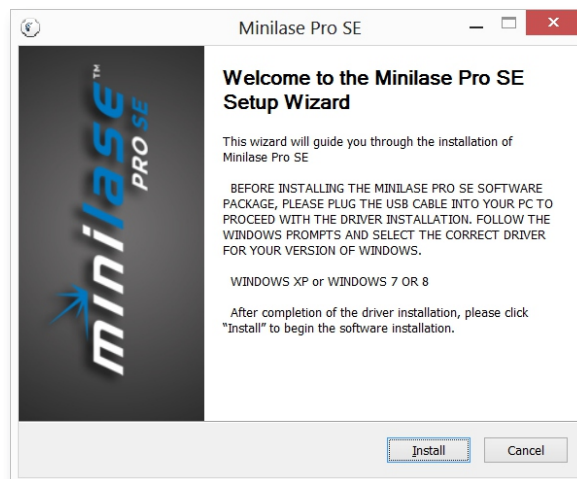 Minilase Pro SE
minilase™
PRO SE
Welcome to the Minilase Pro SE
Setup Wizard
This wizard will guide you through the installation of
Minilase Pro SE
BEFORE INSTALLING THE MINILASE PRO SE SOFTWARE
PACKAGE, PLEASE PLUG THE USB CABLE INTO YOUR PC TO
PROCEED WITH THE DRIVER INSTALLATION. FOLLOW THE
WINDOWS PROMPTS AND SELECT THE CORRECT DRIVER
FOR YOUR VERSION OF WINDOWS.
WINDOWS XP or WINDOWS 7 OR 8
After completion of the driver installation, please click
“Install” to begin the software installation.
Install
Cancel